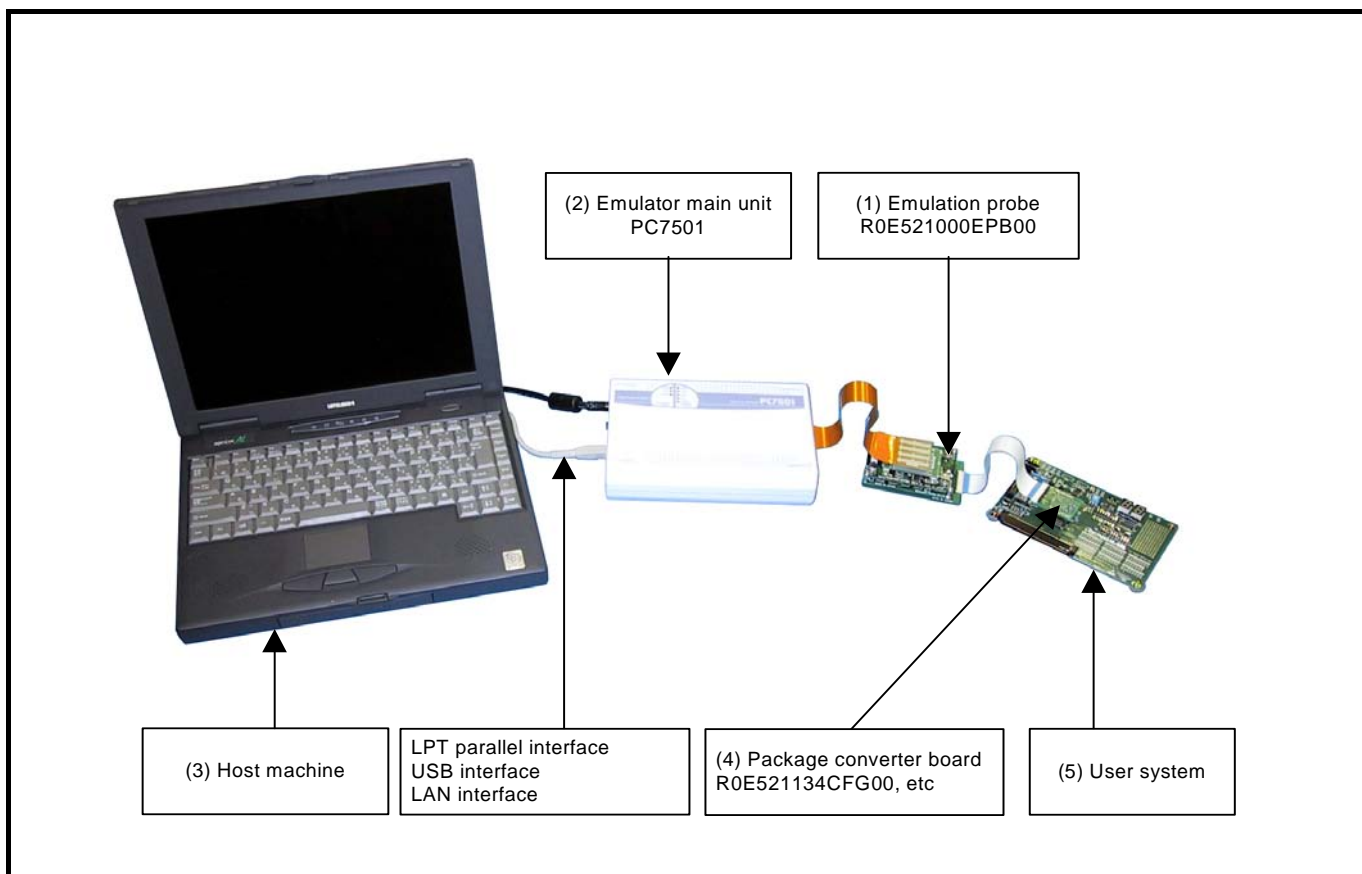 (2) Emulator main unit
PC7501
(1) Emulation probe
R0E521000EPB00
PC7501
MITSUBISHI
(3) Host machine
LPT parallel interface
USB interface
LAN interface
(4) Package converter board
R0E521134CFG00, etc
(5) User system